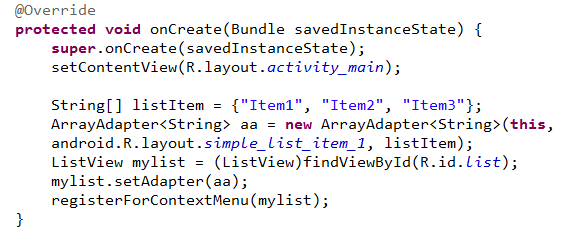 @Override
protected void onCreate(Bundle savedInstanceState) {
    super.onCreate(savedInstanceState);
    setContentView(R.layout.activity_main);

    String[] listItem = {"Item1", "Item2", "Item3"};
    ArrayAdapter<String> aa = new ArrayAdapter<String>(this,
    android.R.layout.simple_list_item_1, listItem);
    ListView mylist = (ListView)findViewById(R.id.list);
    mylist.setAdapter(aa);
    registerForContextMenu(mylist);
}